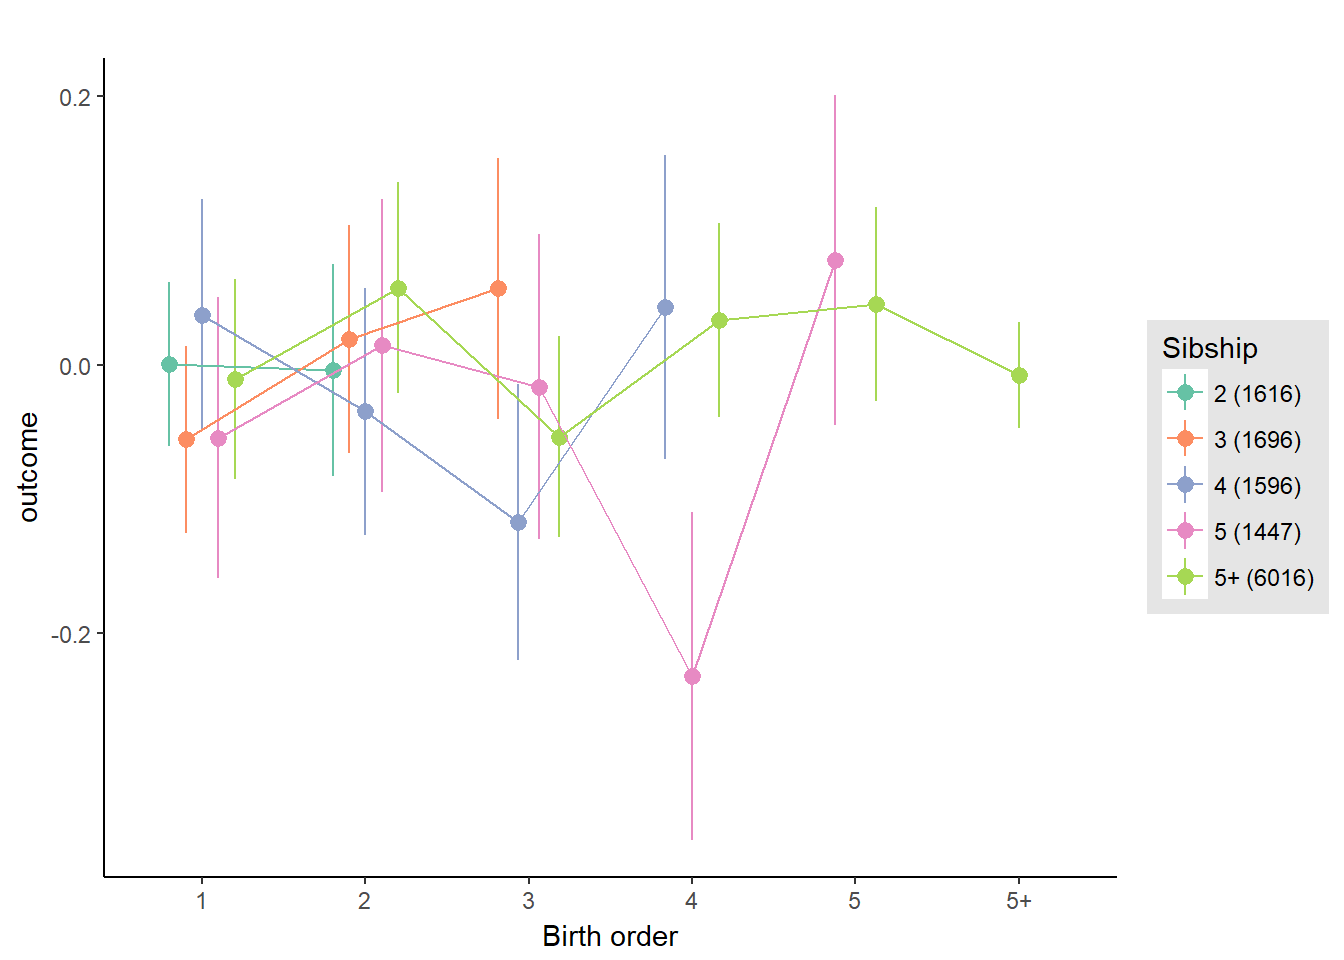 0.2
0.0
-0.2
outcome
1 2 3 4 5 5+
Birth order
Sibship
2 (1616)
3 (1696)
4 (1596)
5 (1447)
5+ (6016)